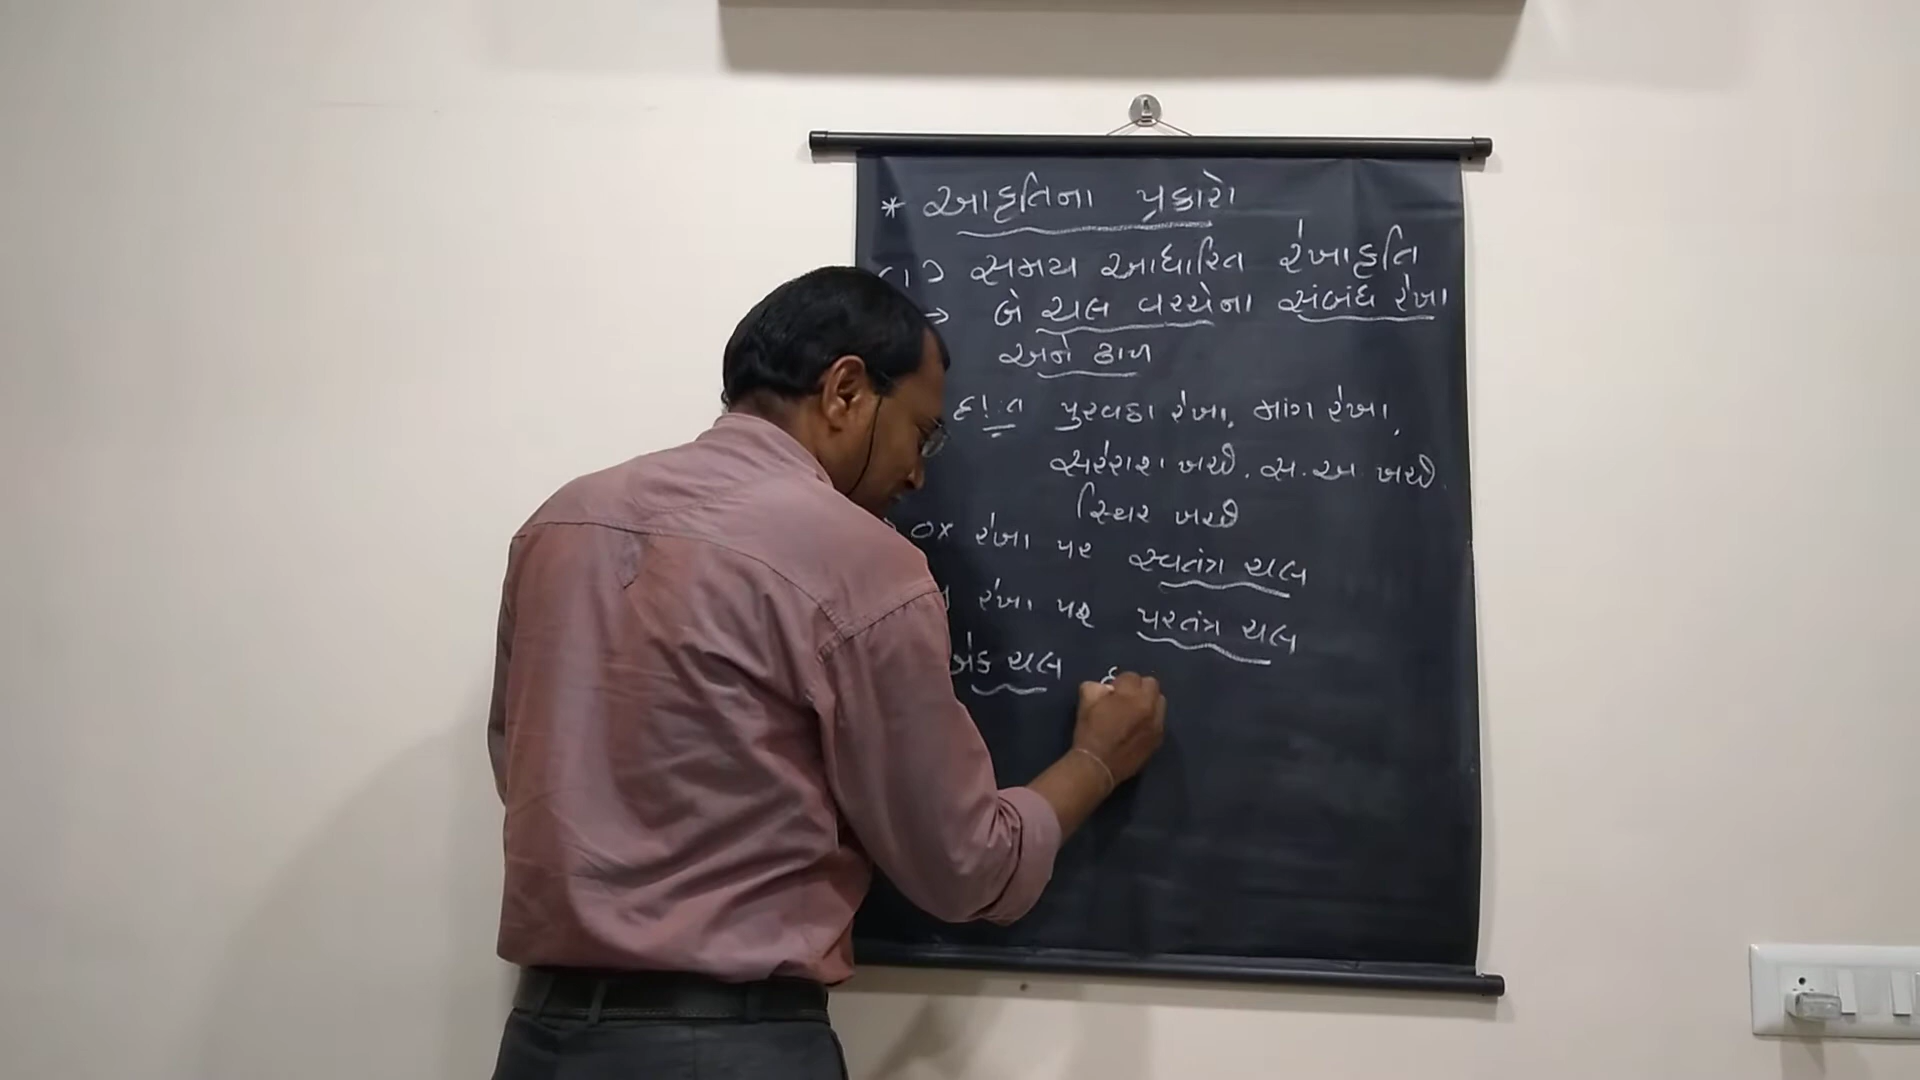 * આકૃતિના પ્રકારો
(1) સમય આધારિત રેખાકૃતિ
→ બે ચલ વચ્ચેના સંબંધ રેખા
અને ઢાળ
દા.ત પુરવઠા રેખા, માંગ રેખા,
સરેરાશ ખર્ચ, સ.અ ખર્ચ.
સ્થિર ખર્ચ
ox રેખા પર સ્વતંત્ર ચલ
રેખા પર પરતંત્ર ચલ
ચલ